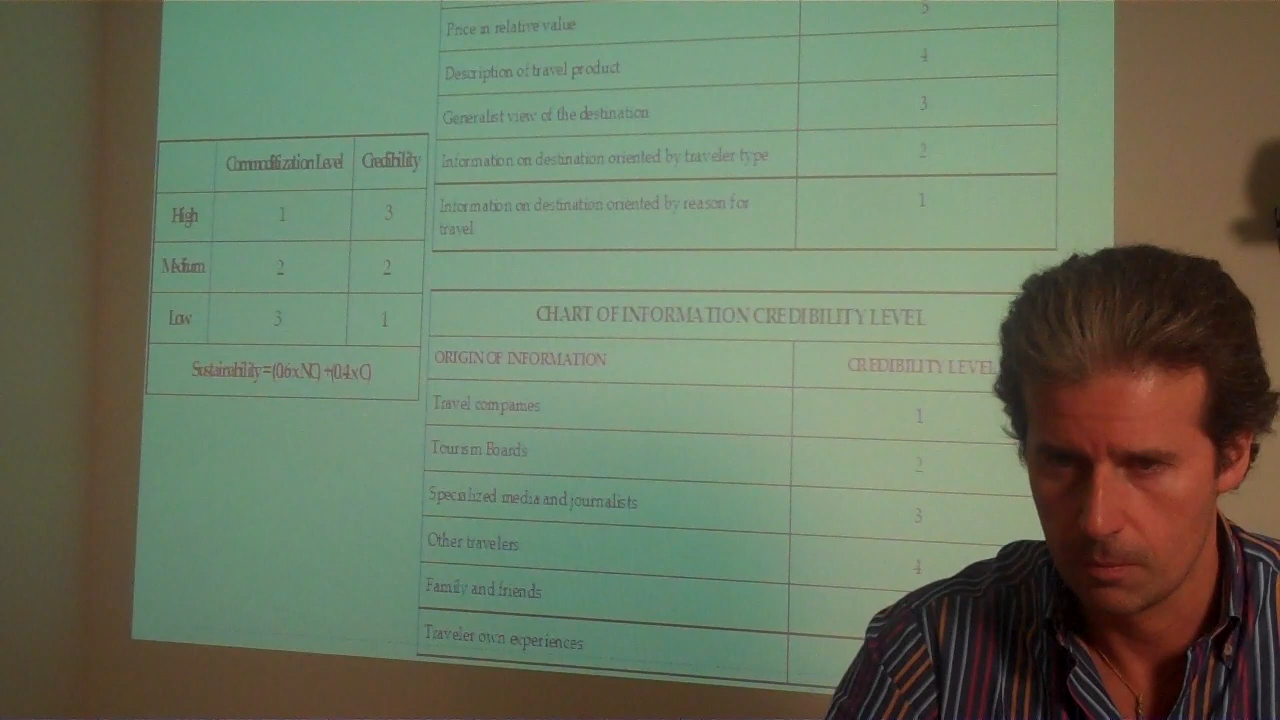 5
Price in relative value
Description of travel product 4
Generalist view of the destination 3
Information on destination oriented by traveler type 2
Information on destination oriented by reason for 1
travel
Commoditization Level Credibility
High 1 3
Medium 2 2
Low 3 1
Sustainability = (0.6 x NC) + (0.4 x C)
CHART OF INFORMATION CREDIBILITY LEVEL
ORIGIN OF INFORMATION CREDIBILITY LEVEL
Travel companies 1
Tourism Boards 2
Specialized media and journalists 3
Other travelers 4
Family and friends
Traveler own experiences